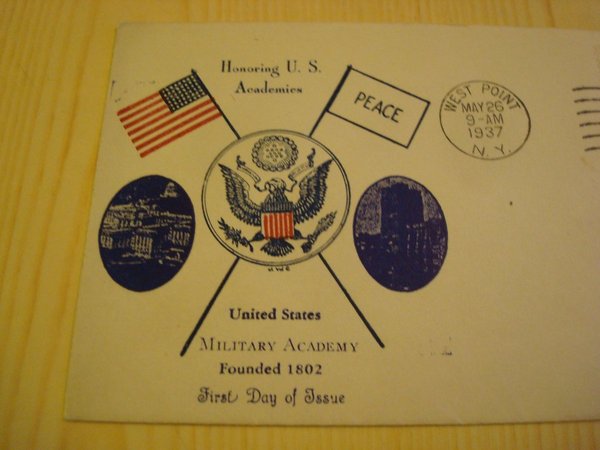 Honoring U. S.
Academies
PEACE
WEST POINT
MAY 26
9-AM
1937
N. Y.
United States
MILITARY ACADEMY
Founded 1802
First Day of Issue